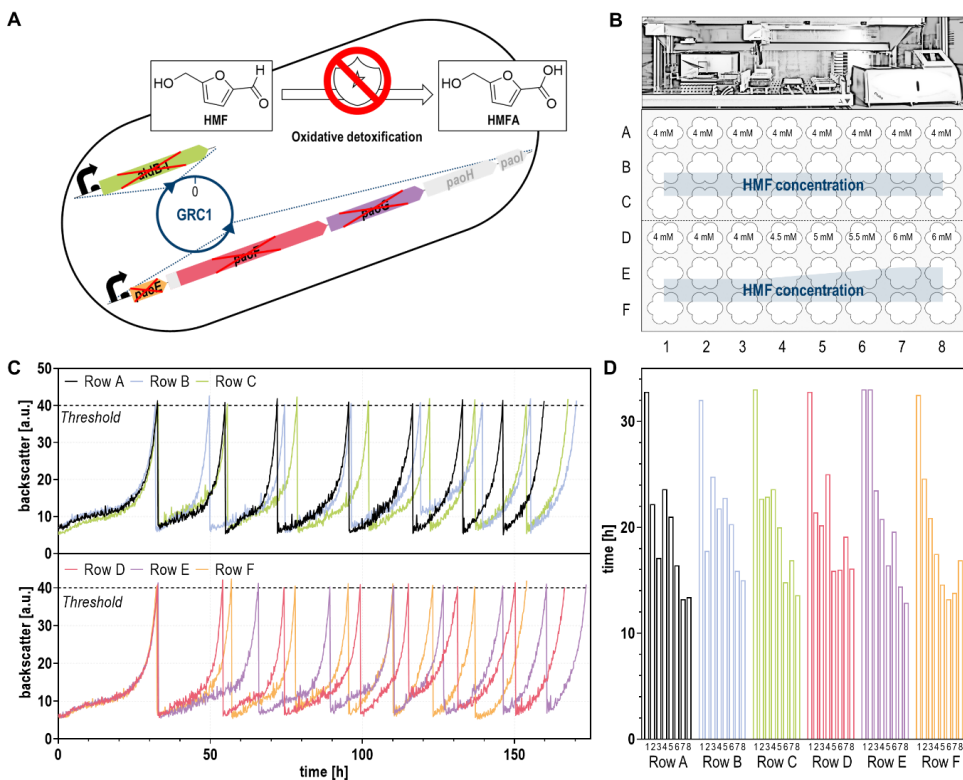 A
HO
O
H
O
HMF
HO
O
OH
O
HMFA
Oxidative detoxification
aldB-I
0
GRC1
paoE
paoF
paoG
paoH
paoI
B
A
4 mM 4 mM 4 mM 4 mM 4 mM 4 mM 4 mM 4 mM
B
HMF concentration
C
D
4 mM 4 mM 4 mM 4.5 mM 5 mM 5.5 mM 6 mM 6 mM
E
HMF concentration
F
1 2 3 4 5 6 7 8
C
50
Row A Row B Row C
40
Threshold
30
20
10
0
backscatter [a.u.]
50
Row D Row E Row F
40
Threshold
30
20
10
0
backscatter [a.u.]
0 50 100 150
time [h]
D
30
20
10
0
time [h]
12345678 12345678 12345678 12345678 12345678 12345678
Row A Row B Row C Row D Row E Row F